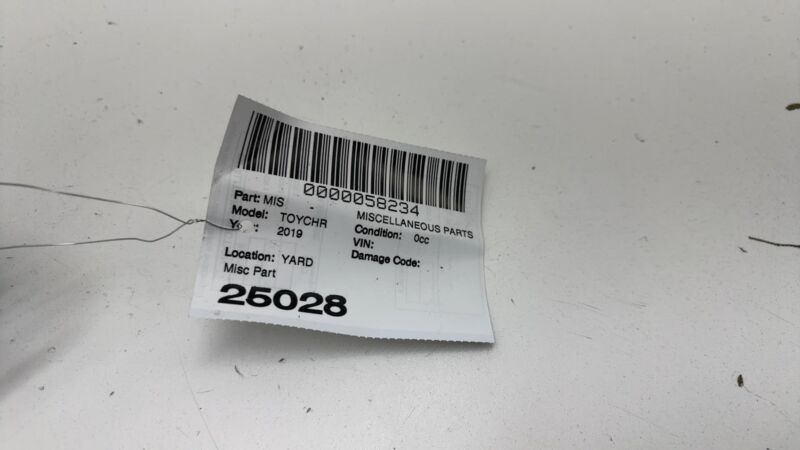 0000058234
Part: MIS MISCELLANEOUS PARTS
Model: TOYCHR Condition: 0cc
2019 VIN:
Location: YARD Damage Code:
Misc Part
25028